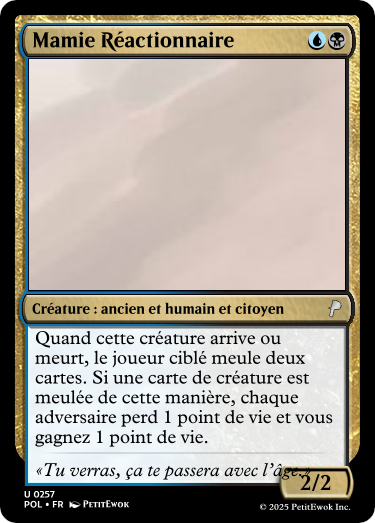 Mamie Réactionnaire
Créature : ancien et humain et citoyen
Quand cette créature arrive ou
meurt, le joueur ciblé meule deux
cartes. Si une carte de créature est
meulée de cette manière, chaque
adversaire perd 1 point de vie et vous
gagnez 1 point de vie.
«Tu verras, ça te passera avec l'âge.»
2/2
U 0257
POL • FR PetitEwok
© 2025 PetitEwok Inc.